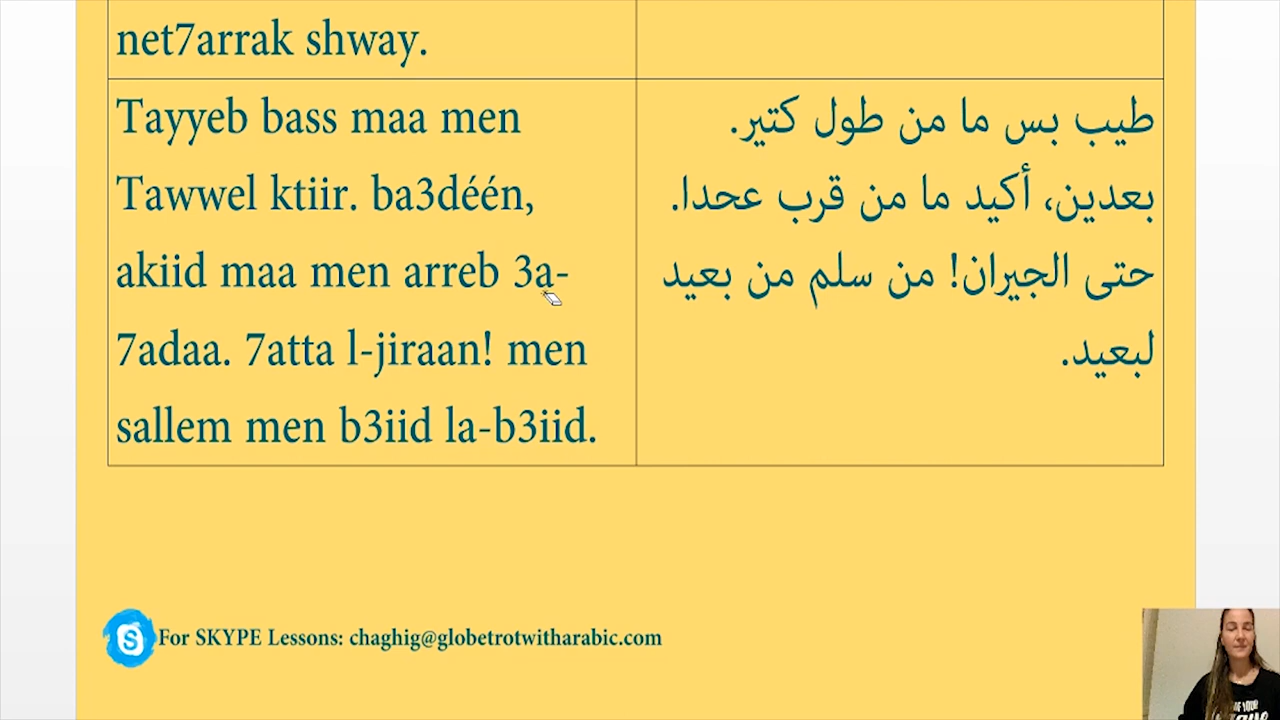 net7arrak shway.
Tayyeb bass maa men
Tawwel ktiir. ba3déén,
akiid maa men arreb 3a-
7adaa. 7atta l-jiraan! men
sallem men b3iid la-b3iid.
طيب بس ما من طول كتير.
بعدين، أكيد ما من قرب عحدا.
حتى الجيران! من سلم من بعيد
لبعيد.
For SKYPE Lessons: chaghig@globetrotwitharabic.com